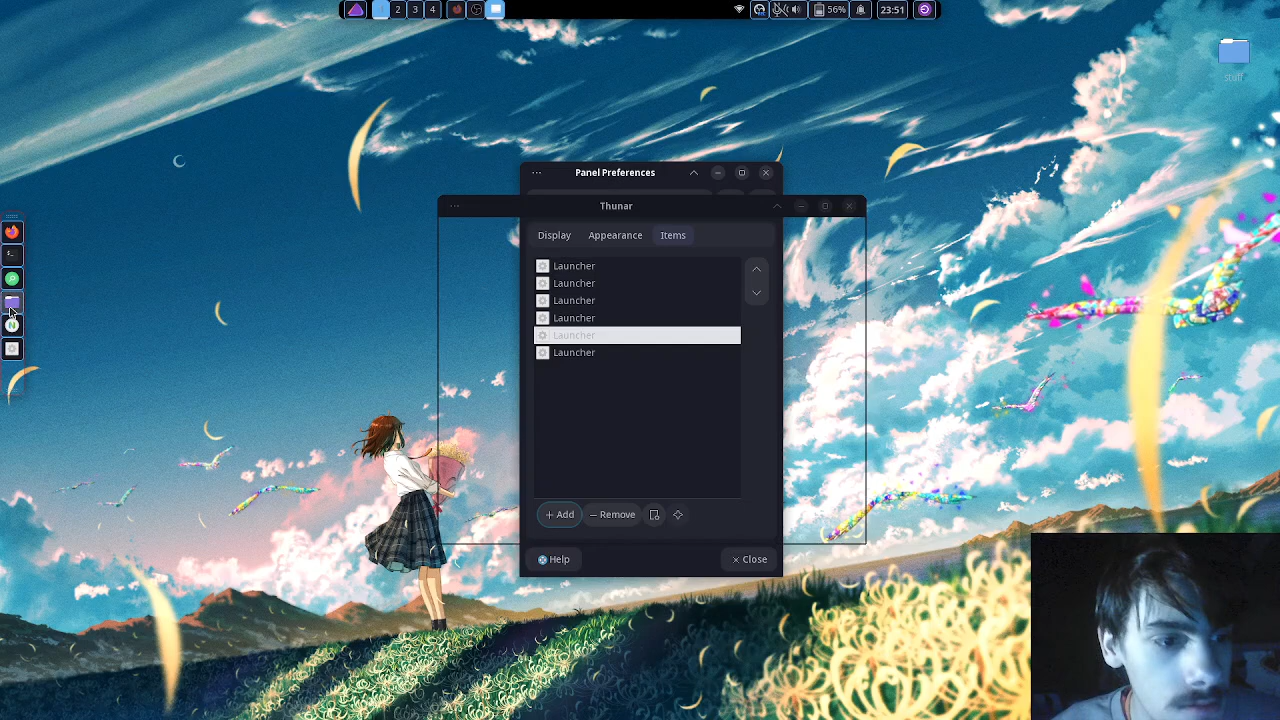 2 3 4 56% 23:51
stuff
Panel Preferences
Thunar
Display Appearance Items
Launcher
Launcher
Launcher
Launcher
Launcher
Launcher
+ Add − Remove
Help × Close